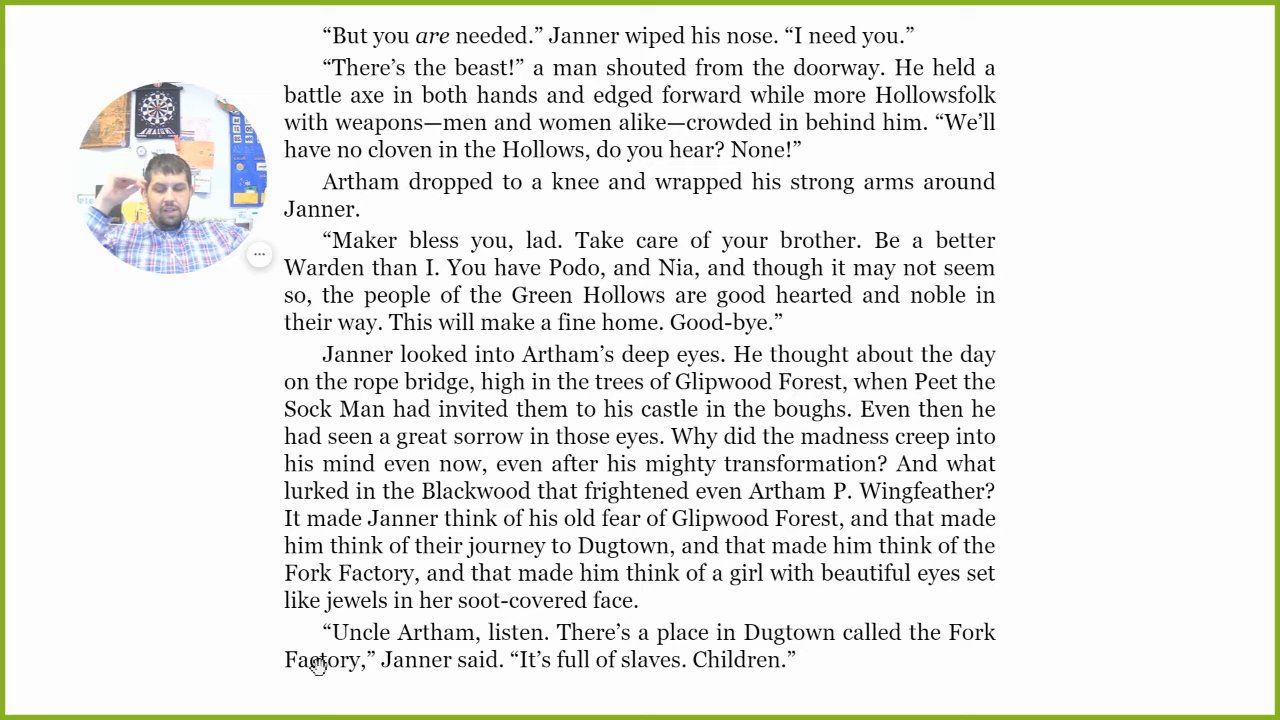 “But you are needed.” Janner wiped his nose. “I need you.”
“There’s the beast!” a man shouted from the doorway. He held a
battle axe in both hands and edged forward while more Hollowsfolk
with weapons—men and women alike—crowded in behind him. “We’ll
have no cloven in the Hollows, do you hear? None!”
Artham dropped to a knee and wrapped his strong arms around
Janner.
“Maker bless you, lad. Take care of your brother. Be a better
Warden than I. You have Podo, and Nia, and though it may not seem
so, the people of the Green Hollows are good hearted and noble in
their way. This will make a fine home. Good-bye.”
Janner looked into Artham’s deep eyes. He thought about the day
on the rope bridge, high in the trees of Glipwood Forest, when Peet the
Sock Man had invited them to his castle in the boughs. Even then he
had seen a great sorrow in those eyes. Why did the madness creep into
his mind even now, even after his mighty transformation? And what
lurked in the Blackwood that frightened even Artham P. Wingfeather?
It made Janner think of his old fear of Glipwood Forest, and that made
him think of their journey to Dugtown, and that made him think of the
Fork Factory, and that made him think of a girl with beautiful eyes set
like jewels in her soot-covered face.
“Uncle Artham, listen. There’s a place in Dugtown called the Fork
Factory,” Janner said. “It’s full of slaves. Children.”